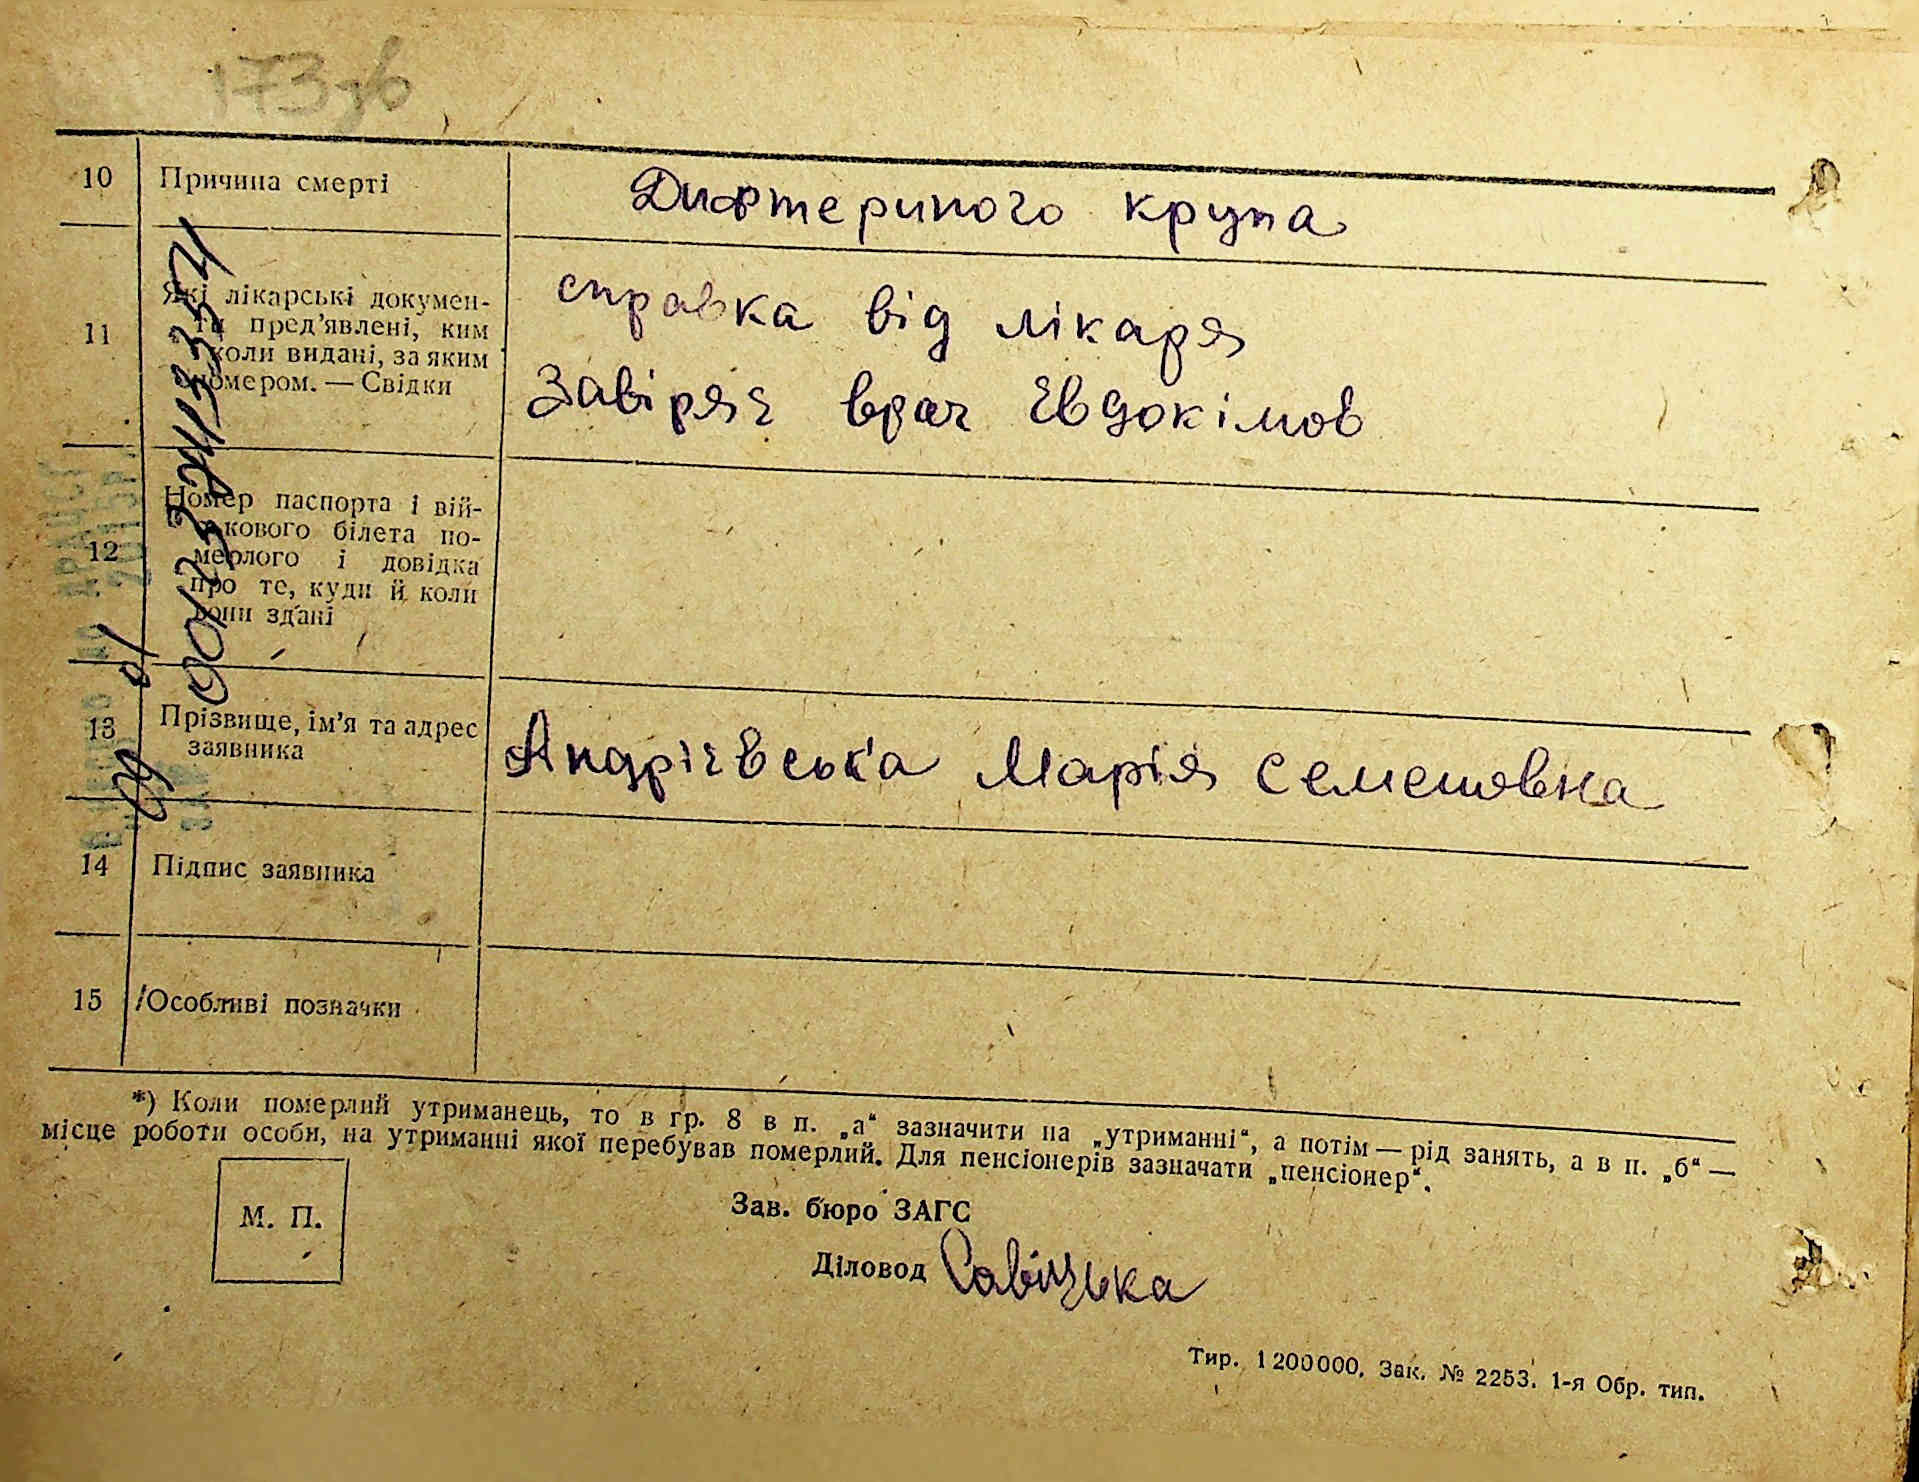 173зв
10 Причина смерті Дифтериного крупа
11 Які лікарські докумен-
ти пред'явлені, ким
і коли видані, за яким
номером. — Свідки
справка від лікаря
Завіряє врач Євдокімов
12 Номер паспорта і вій-
ськового білета по-
мерлого і довідка
про те, куди й коли
вони здані
13 Прізвище, ім'я та адрес
заявника
Андрієвська Марія Семеновна
14 Підпис заявника
15 Особливі позначки
*) Коли померлий утриманець, то в гр. 8 в п. „а“ зазначити на „утриманні“, а потім — рід занять, а в п. „б“ —
місце роботи особи, на утриманні якої перебував померлий. Для пенсіонерів зазначати „пенсіонер“.
М. П.
Зав. бюро ЗАГС
Діловод Савіцька
Тир. 1200000. Зак. № 2253. 1-я Обр. тип.